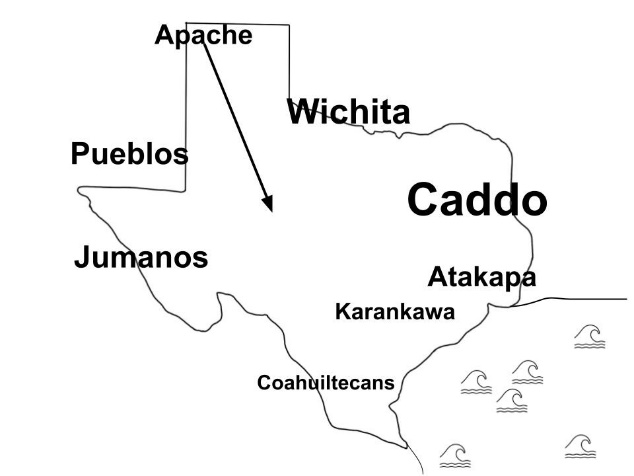 Apache
Wichita
Pueblos
Caddo
Jumanos
Atakapa
Karankawa
Coahuiltecans